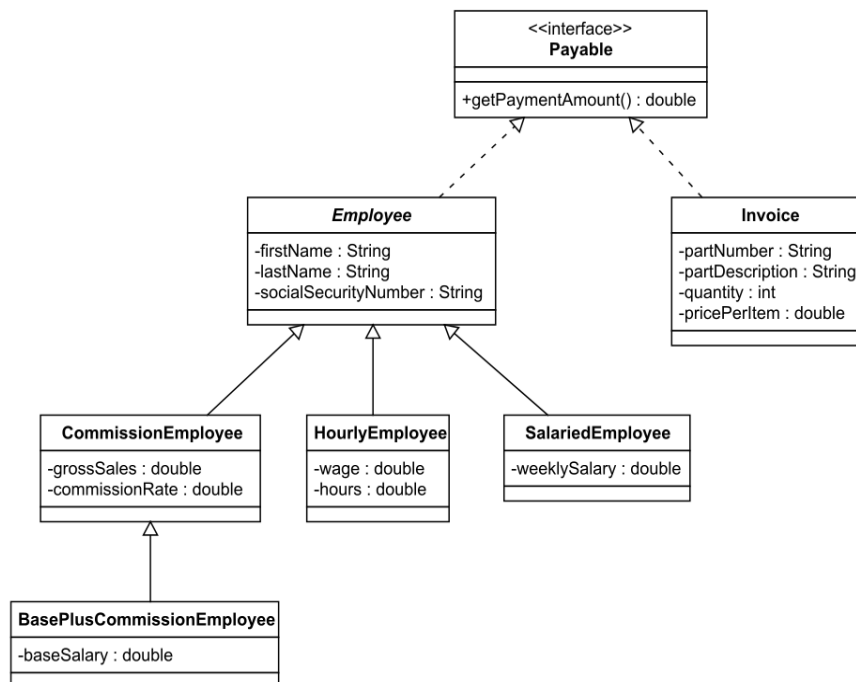 <<interface>>
Payable
+getPaymentAmount() : double
Employee
-firstName : String
-lastName : String
-socialSecurityNumber : String
Invoice
-partNumber : String
-partDescription : String
-quantity : int
-pricePerItem : double
CommissionEmployee
-grossSales : double
-commissionRate : double
HourlyEmployee
-wage : double
-hours : double
SalariedEmployee
-weeklySalary : double
BasePlusCommissionEmployee
-baseSalary : double